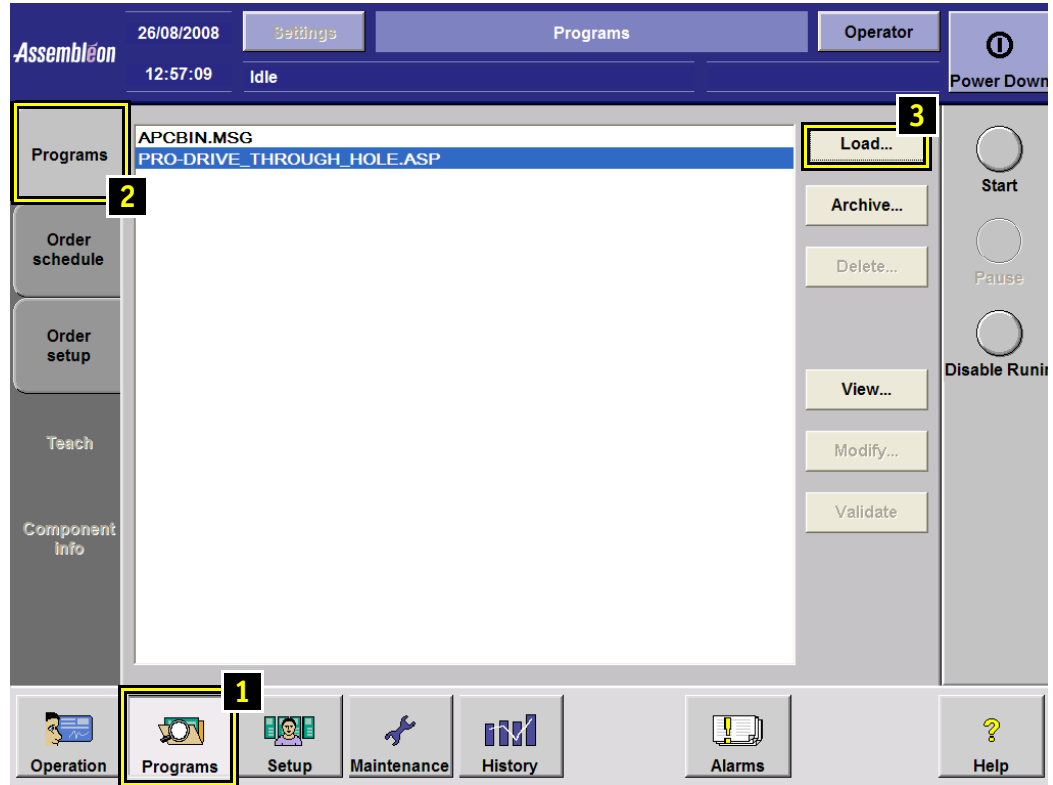 Assembléon
26/08/2008
Settings
Programs
Operator
12:57:09
Idle
Power Down
Programs
2
Order
schedule
Order
setup
Teach
Component
info
APCBIN.MSG
PRO-DRIVE_THROUGH_HOLE.ASP
3
Load...
Archive...
Delete...
View...
Modify...
Validate
Start
Pause
Disable Runin
1
Operation
Programs
Setup
Maintenance
History
Alarms
Help